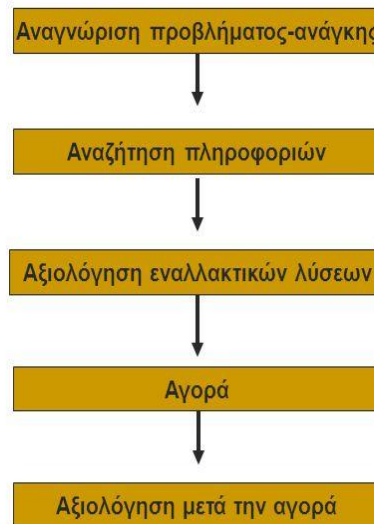 Αναγνώριση προβλήματος-ανάγκης
Αναζήτηση πληροφοριών
Αξιολόγηση εναλλακτικών λύσεων
Αγορά
Αξιολόγηση μετά την αγορά